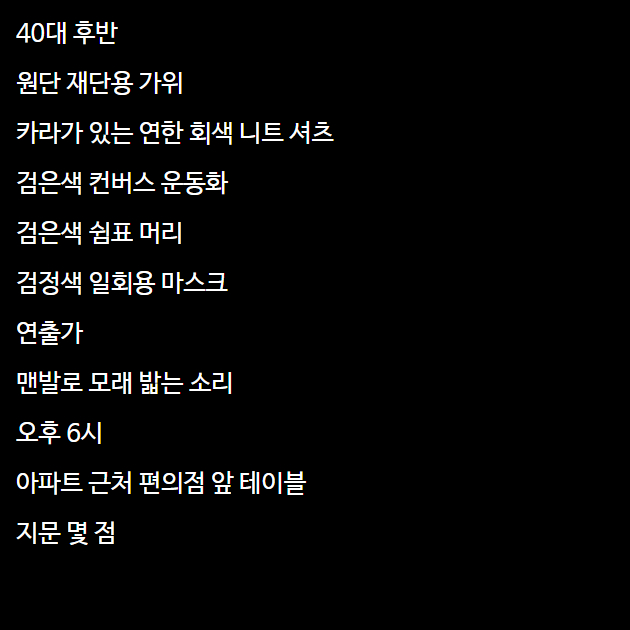 40대 후반
원단 재단용 가위
카라가 있는 연한 회색 니트 셔츠
검은색 컨버스 운동화
검은색 쉼표 머리
검정색 일회용 마스크
연출가
맨발로 모래 밟는 소리
오후 6시
아파트 근처 편의점 앞 테이블
지문 몇 점